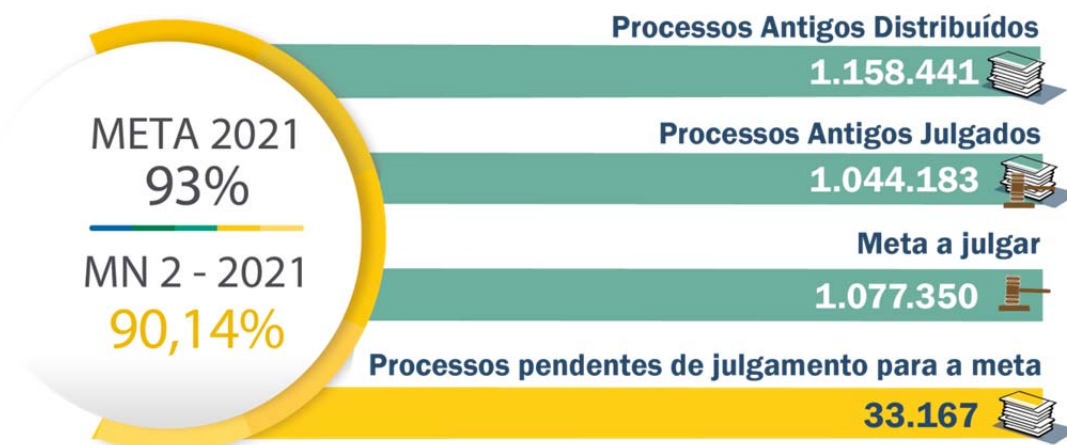 META 2021
93%
MN 2 - 2021
90,14%
Processos Antigos Distribuídos
1.158.441
Processos Antigos Julgados
1.044.183
Meta a julgar
1.077.350
Processos pendentes de julgamento para a meta
33.167